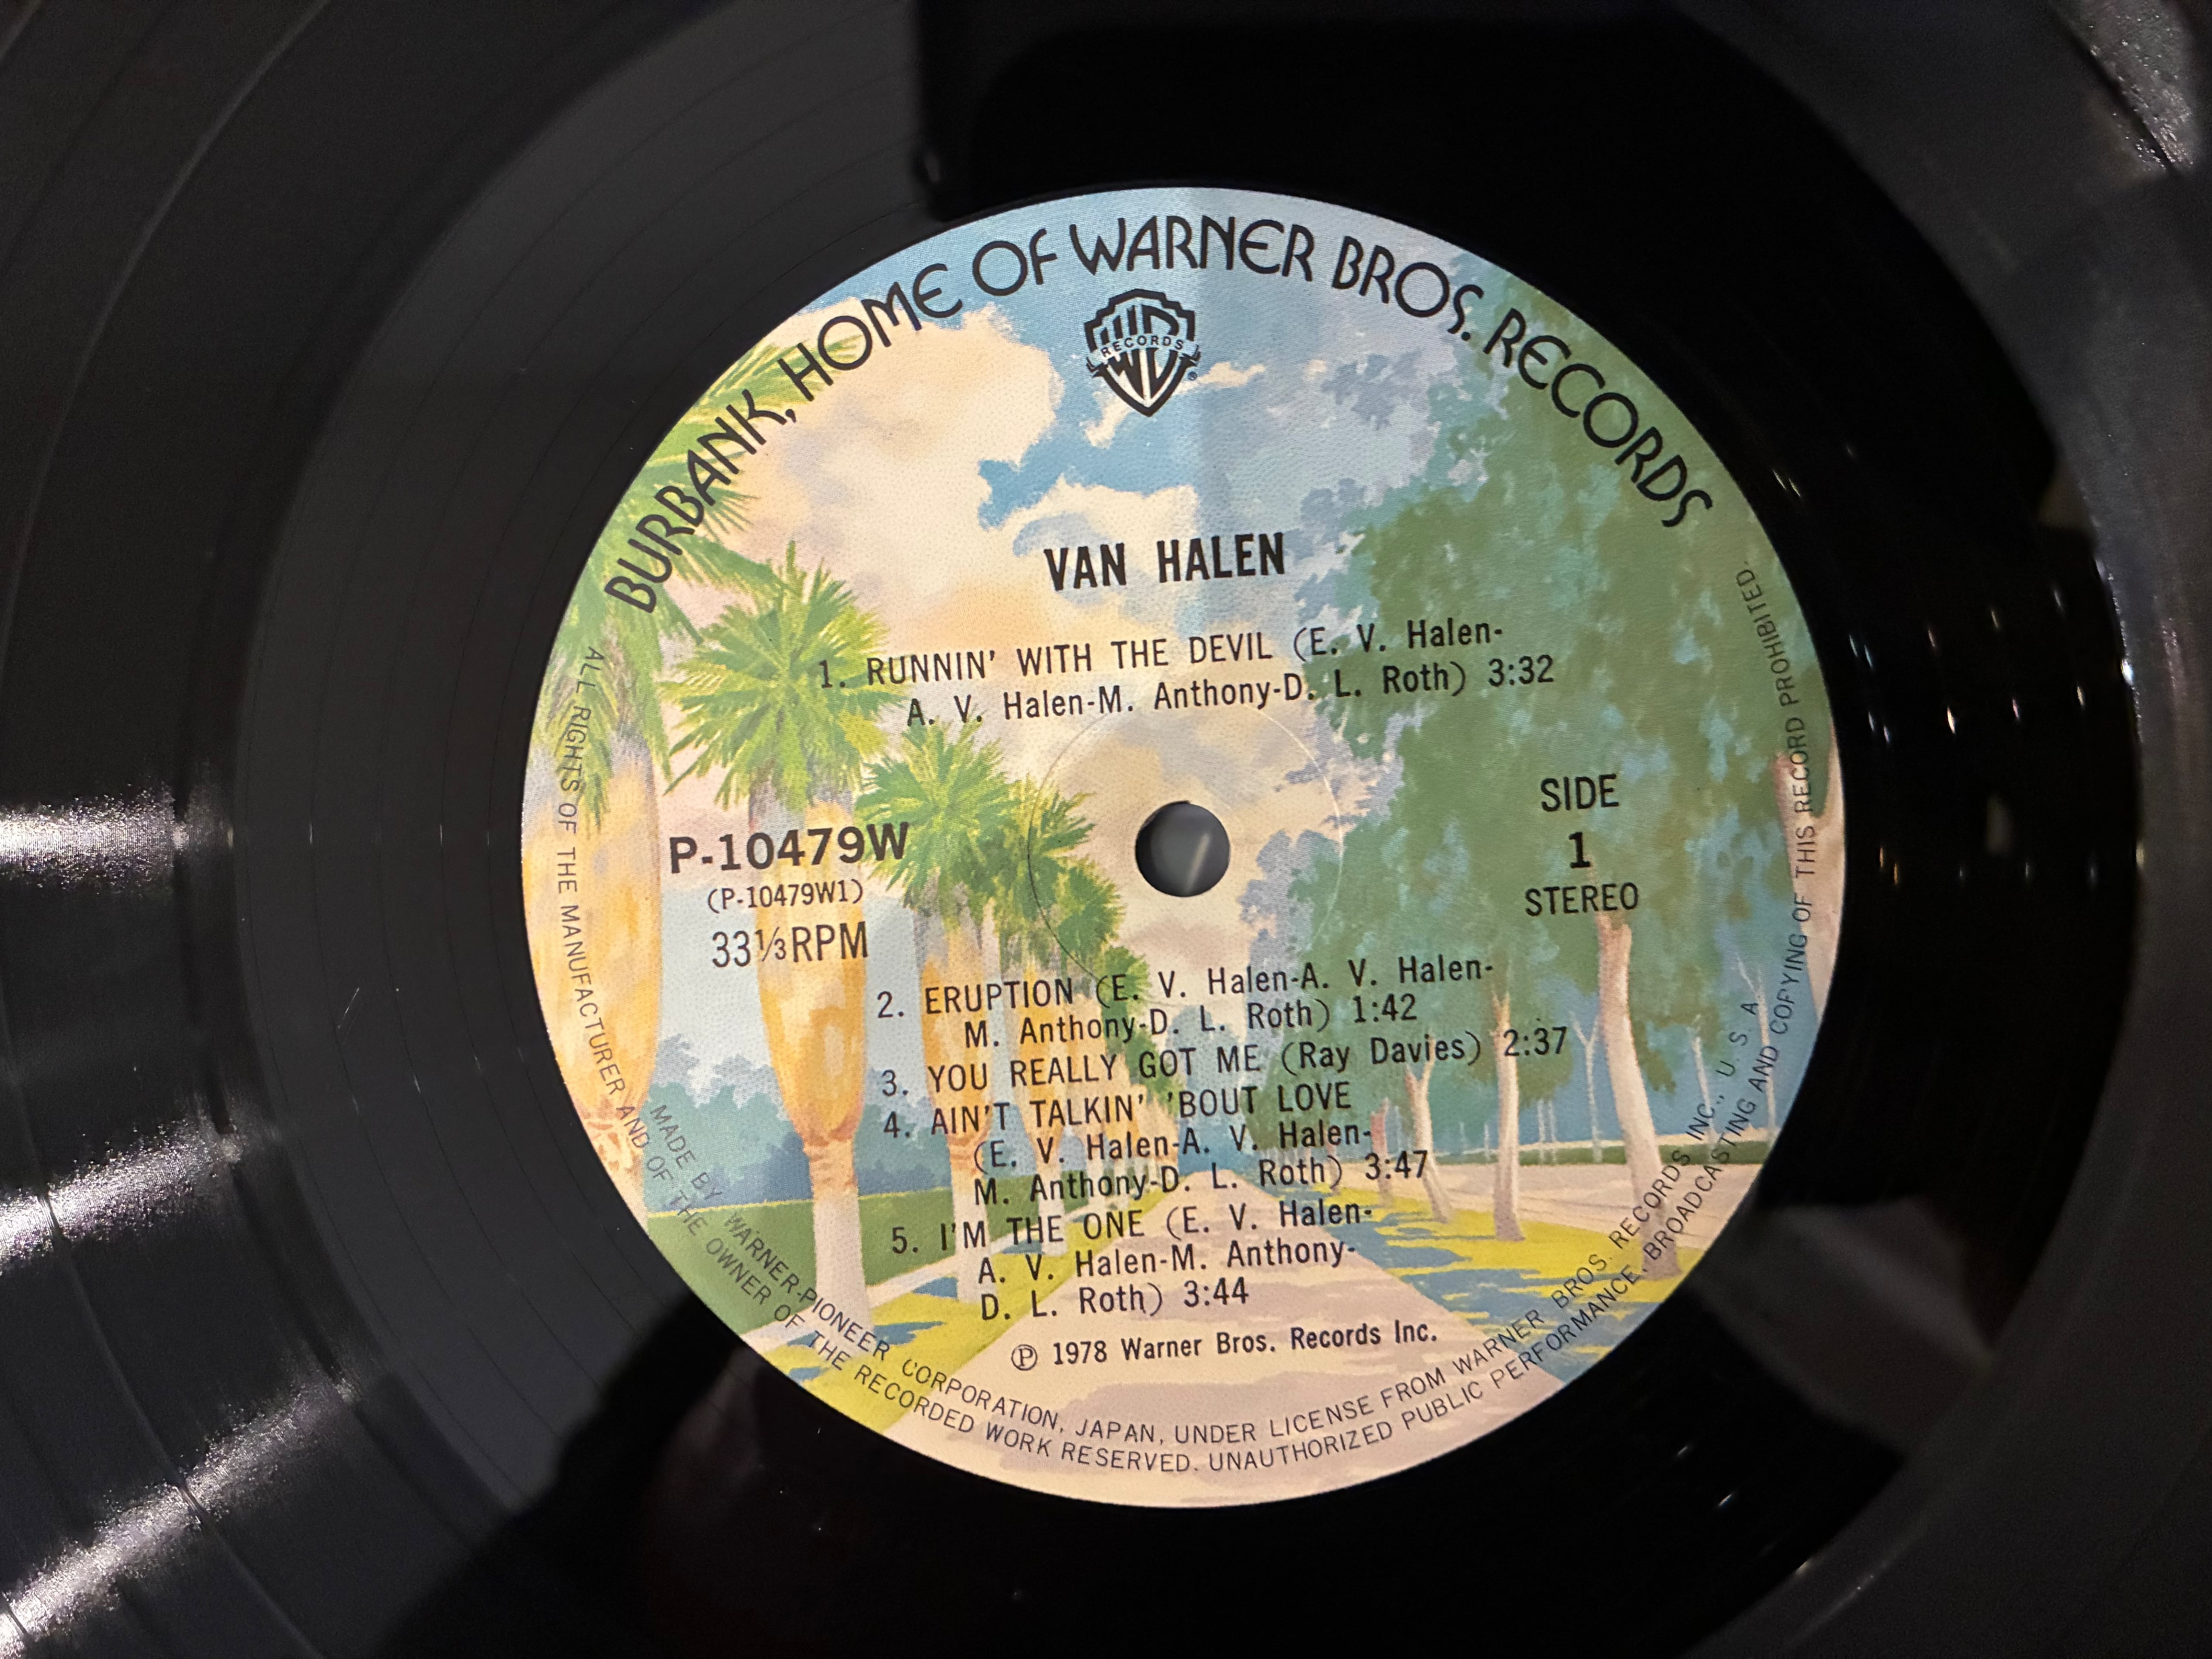 BURBANK, HOME OF WARNER BROS. RECORDS
WB
RECORDS
®
VAN HALEN
1. RUNNIN' WITH THE DEVIL (E. V. Halen-
A. V. Halen-M. Anthony-D. L. Roth) 3:32
P-10479W
(P-10479W1)
33⅓RPM
SIDE
1
STEREO
2. ERUPTION (E. V. Halen-A. V. Halen-
M. Anthony-D. L. Roth) 1:42
3. YOU REALLY GOT ME (Ray Davies) 2:37
4. AIN'T TALKIN' 'BOUT LOVE
(E. V. Halen-A. V. Halen-
M. Anthony-D. L. Roth) 3:47
5. I'M THE ONE (E. V. Halen-
A. V. Halen-M. Anthony-
D. L. Roth) 3:44
℗ 1978 Warner Bros. Records Inc.
MADE BY WARNER-PIONEER CORPORATION, JAPAN, UNDER LICENSE FROM WARNER BROS. RECORDS INC., U. S. A.
ALL RIGHTS OF THE MANUFACTURER AND OF THE OWNER OF THE RECORDED WORK RESERVED. UNAUTHORIZED PUBLIC PERFORMANCE. BROADCASTING AND COPYING OF THIS RECORD PROHIBITED.